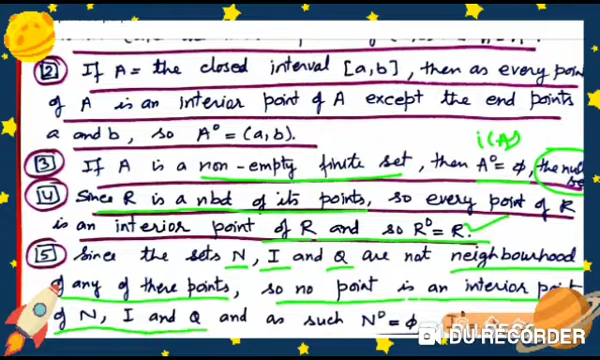 [2] If A = the closed interval [a,b], then as every point
of A is an interior point of A except the end points
a and b, so A° = (a,b).
i(A)
[3] If A is a non-empty finite set, then A° = ϕ, the null set
[4] Since R is a nbd of its points, so every point of R
is an interior point of R and so R° = R.
[5] Since the sets N, I and Q are not neighbourhood
of any of there points, so no point is an interior point
of N, I and Q and as such N° = ϕ
DU RECORDER